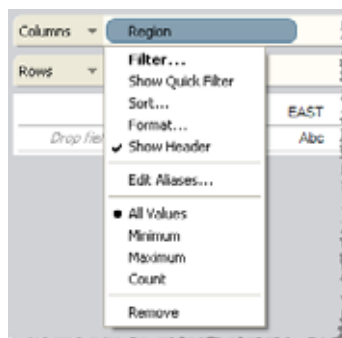 Columns
Region
Rows
Filter...
Show Quick Filter
Sort...
EAST
Format...
Drop fiel
Abc
Show Header
Edit Aliases...
All Values
Minimum
Maximum
Count
Remove